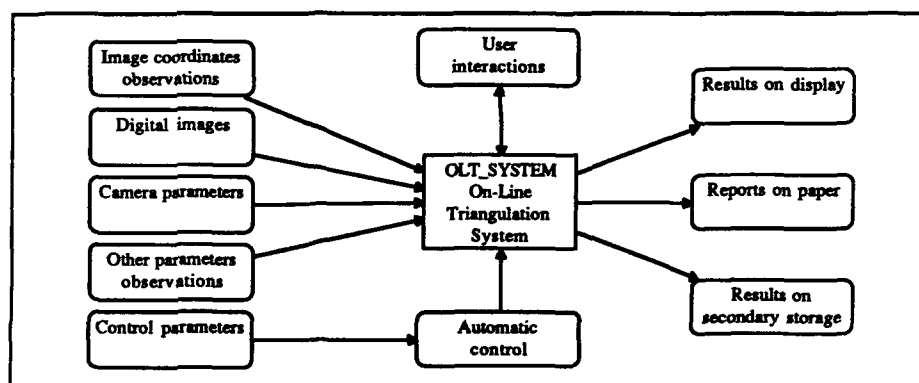 Image coordinates
observations
Digital images
Camera parameters
Other parameters
observations
Control parameters
User
interactions
OLT_SYSTEM
On-Line
Triangulation
System
Automatic
control
Results on display
Reports on paper
Results on
secondary storage